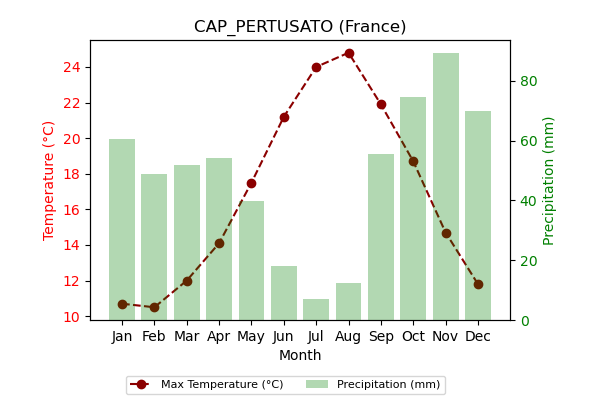 CAP_PERTUSATO (France)
24
22
20
18
16
14
12
10
Temperature (°C)
80
60
40
20
0
Precipitation (mm)
Jan Feb Mar Apr May Jun Jul Aug Sep Oct Nov Dec
Month
Max Temperature (°C) Precipitation (mm)